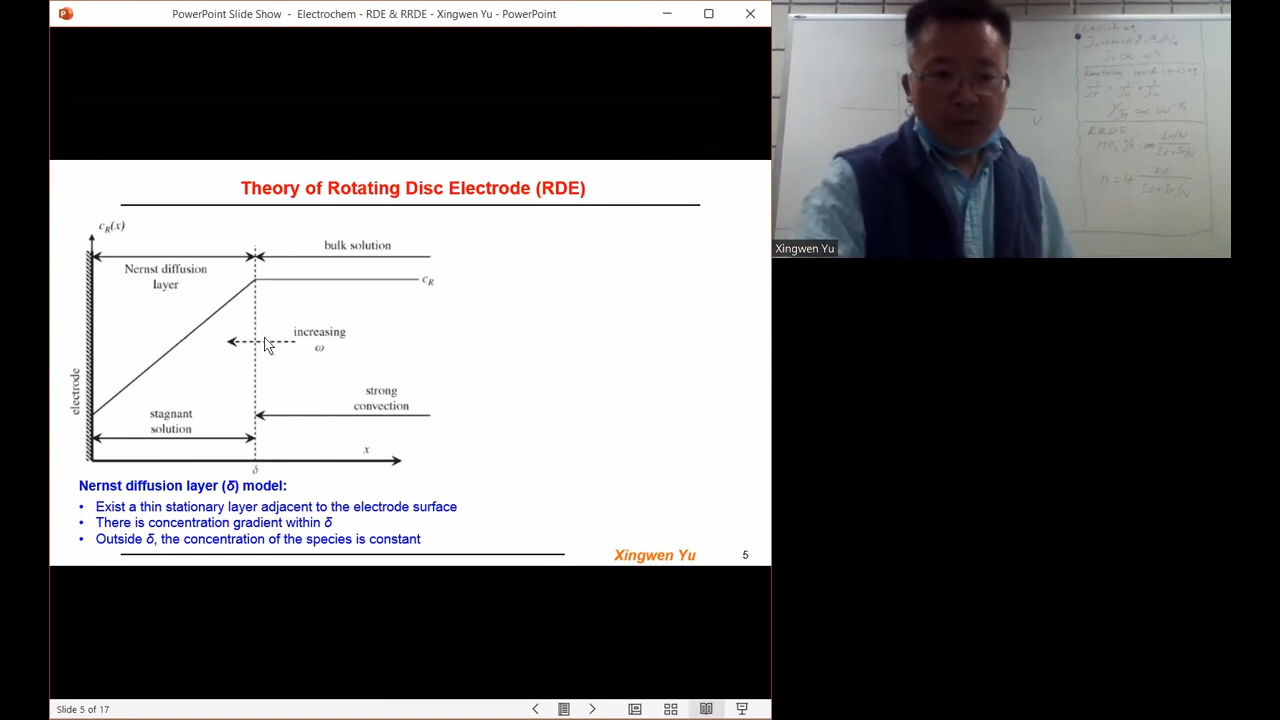 PowerPoint Slide Show - Electrochem - RDE & RRDE - Xingwen Yu - PowerPoint
Theory of Rotating Disc Electrode (RDE)
c_R(x)
bulk solution
Nernst diffusion
layer
c_R
increasing
ω
electrode
strong
convection
stagnant
solution
x
δ
Nernst diffusion layer (δ) model:
• Exist a thin stationary layer adjacent to the electrode surface
• There is concentration gradient within δ
• Outside δ, the concentration of the species is constant
Xingwen Yu
5
Slide 5 of 17
Xingwen Yu
RRDE